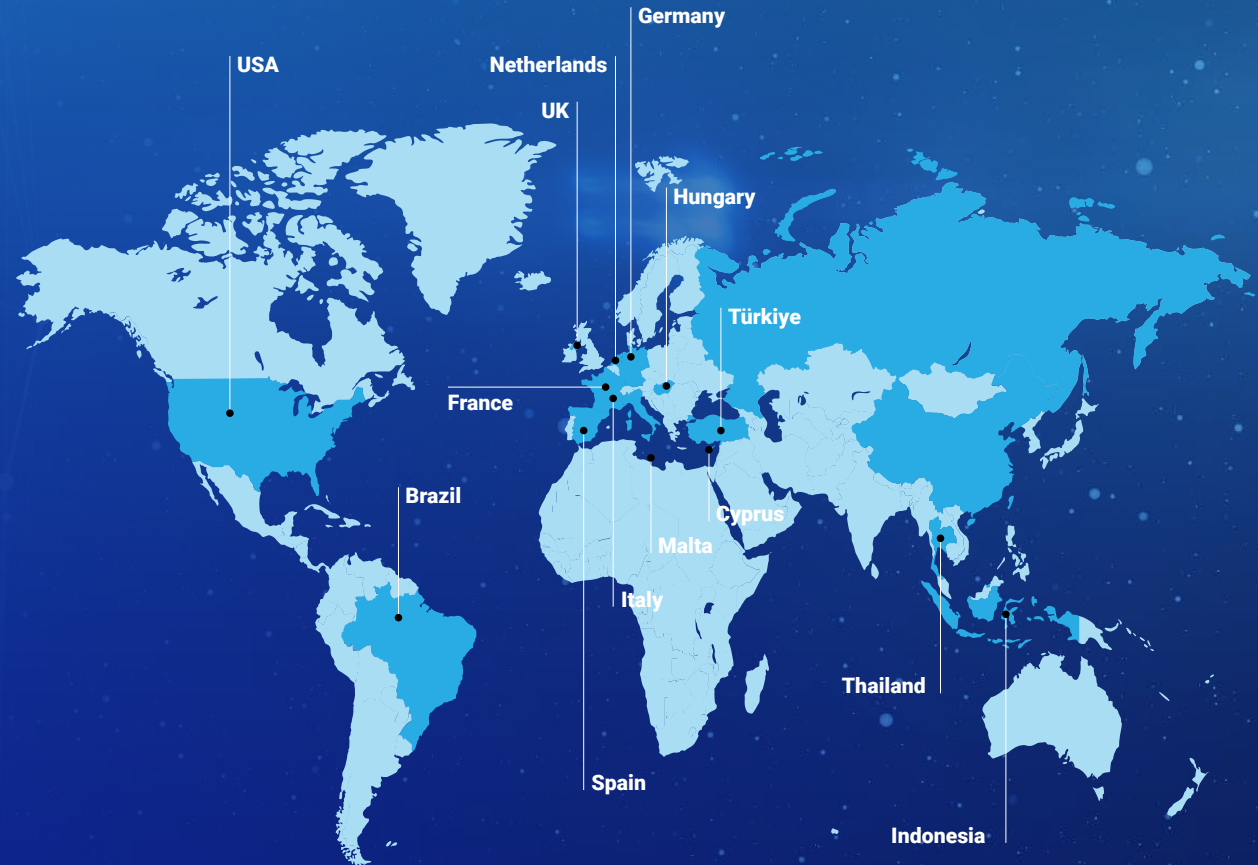 Germany
USA
Netherlands
UK
Hungary
Türkiye
France
Brazil
Cyprus
Malta
Italy
Thailand
Spain
Indonesia